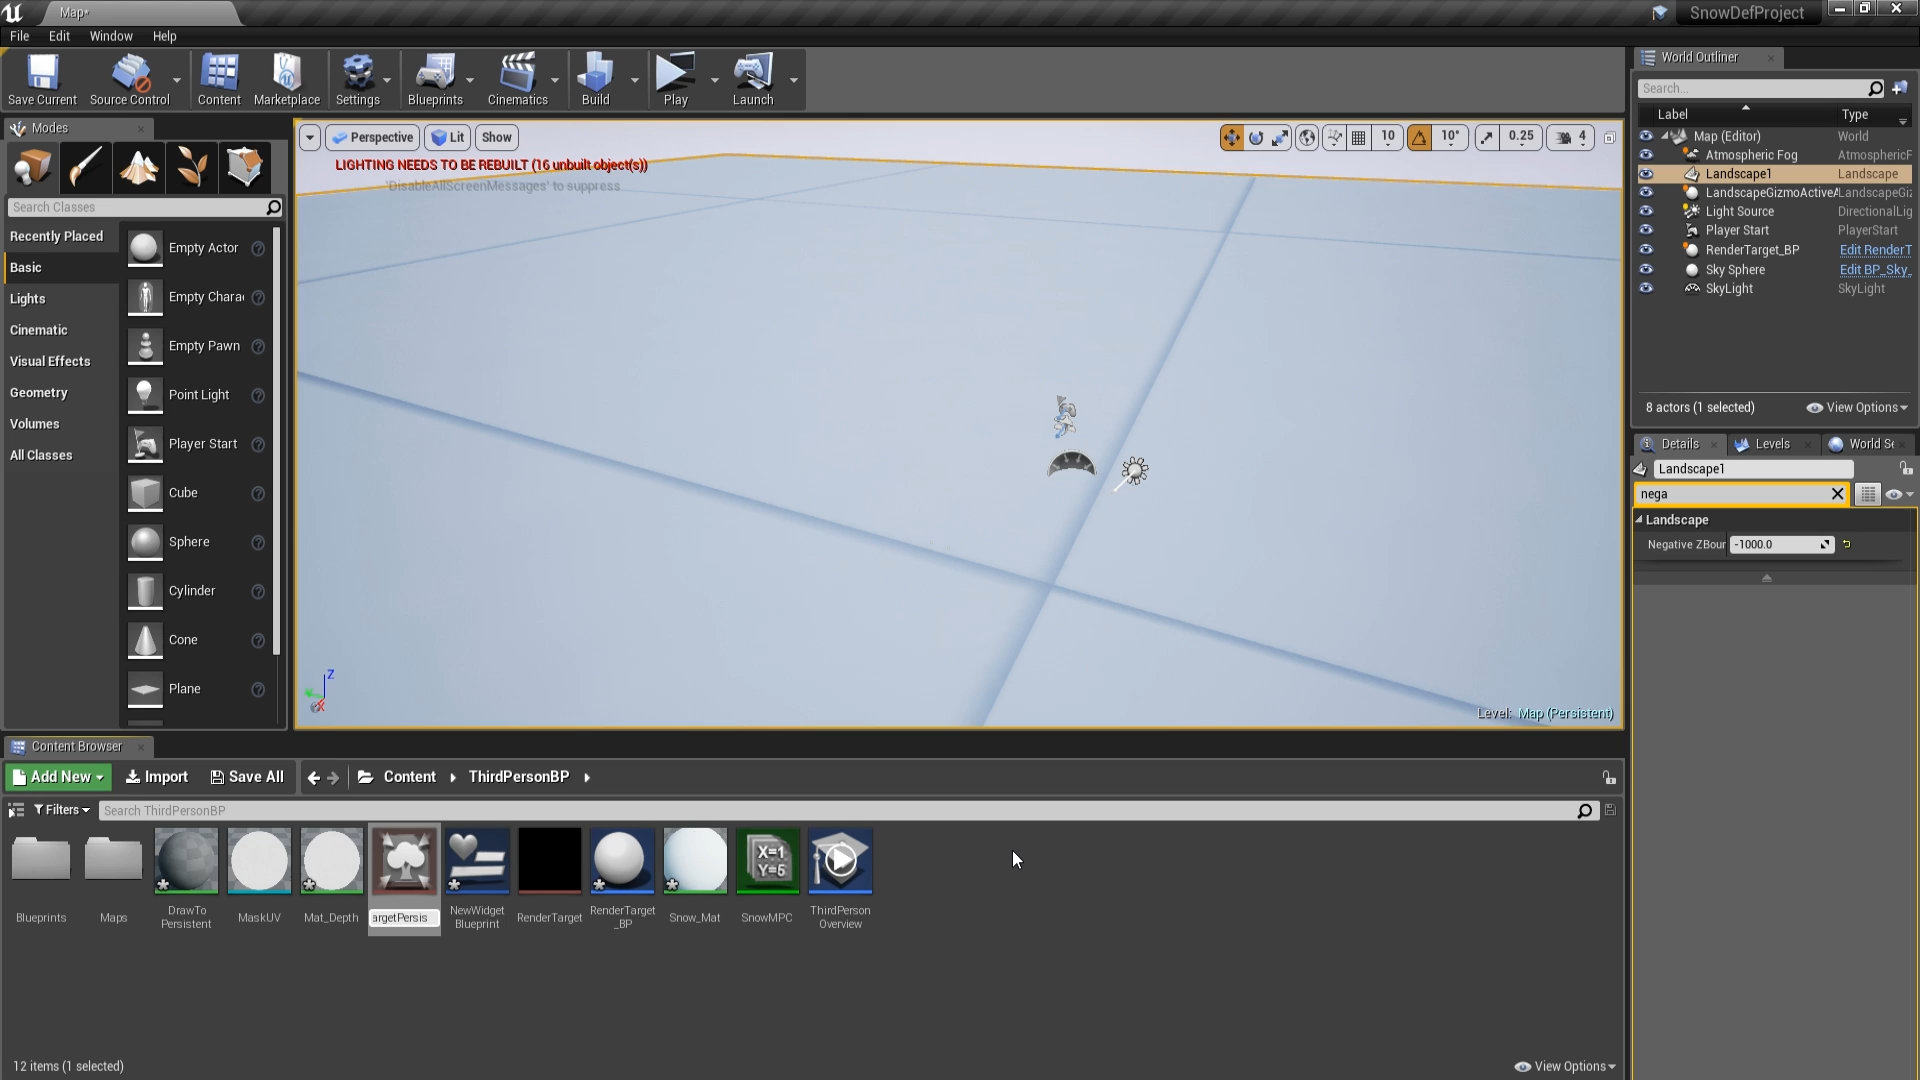 Map*
SnowDefProject
File Edit Window Help
Save Current
Source Control
Content
Marketplace
Settings
Blueprints
Cinematics
Build
Play
Launch
Modes
Search Classes
Recently Placed
Basic
Lights
Cinematic
Visual Effects
Geometry
Volumes
All Classes
Empty Actor
Empty Chara
Empty Pawn
Point Light
Player Start
Cube
Sphere
Cylinder
Cone
Plane
Perspective
Lit
Show
10
10°
0.25
4
LIGHTING NEEDS TO BE REBUILT (16 unbuilt object(s))
'DisableAllScreenMessages' to suppress
Z
Level: Map (Persistent)
World Outliner
Search...
Label Type
Map (Editor) World
Atmospheric Fog AtmosphericF
Landscape1 Landscape
LandscapeGizmoActiveA LandscapeGiz
Light Source DirectionalLig
Player Start PlayerStart
RenderTarget_BP Edit RenderT
Sky Sphere Edit BP_Sky_
SkyLight SkyLight
8 actors (1 selected)
View Options
Details
Levels
World Se
Landscape1
nega
Landscape
Negative ZBour -1000.0
Content Browser
Add New
Import
Save All
Content
ThirdPersonBP
Filters
Search ThirdPersonBP
X=1
Y=5
Blueprints
Maps
DrawTo
Persistent
MaskUV
Mat_Depth
argetPersis
NewWidget
Blueprint
RenderTarget
RenderTarget
_BP
Snow_Mat
SnowMPC
ThirdPerson
Overview
12 items (1 selected)
View Options